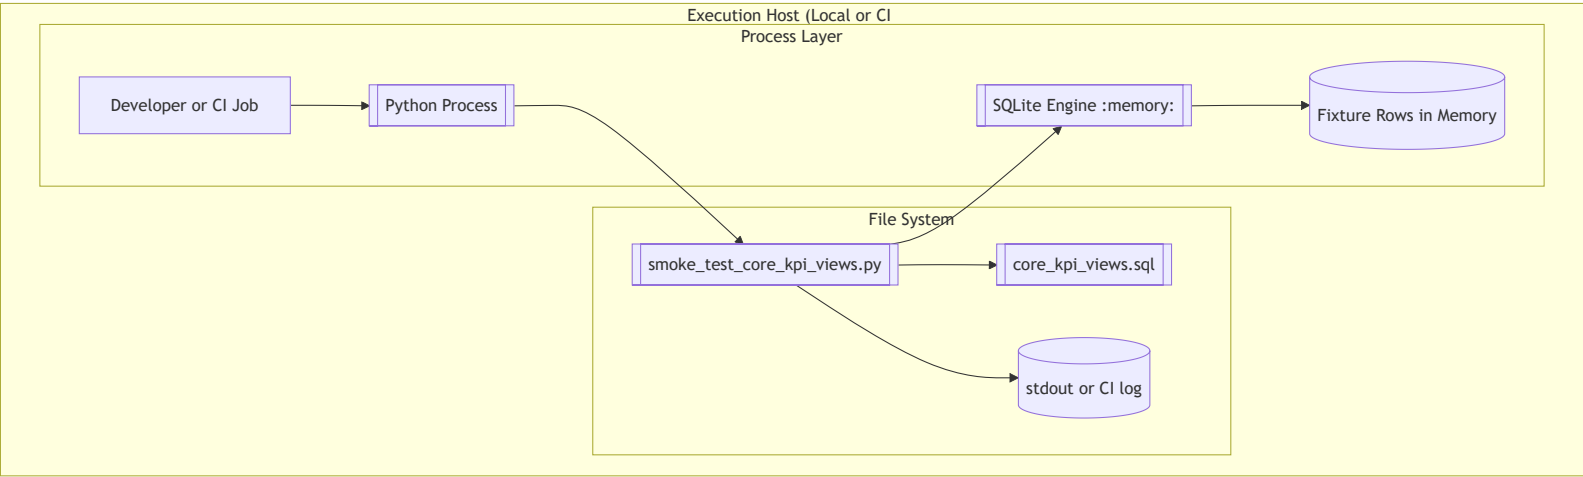 Execution Host (Local or CI
Process Layer
Developer or CI Job
Python Process
SQLite Engine :memory:
Fixture Rows in Memory
File System
smoke_test_core_kpi_views.py
core_kpi_views.sql
stdout or CI log